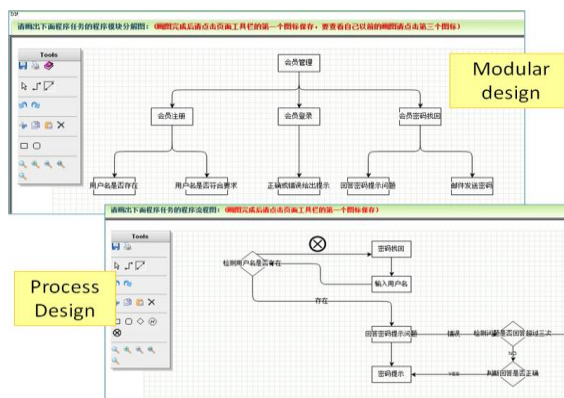 59
请画出下面程序任务的程序模块分解图：(画图完成后请点击页面工具栏的第一个图标保存，要查看自己以前的画图请点击第三个图标)
Tools
会员管理
Modular
design
会员注册
会员登录
会员密码找回
用户名是否存在
用户名是否符合要求
正确或错误给出提示
回答密码提示问题
邮件发送密码
请画出下面程序任务的程序流程图：(画图完成后请点击页面工具栏的第一个图标保存)
Tools
Process
Design
密码找回
检测用户名是否存在
输入用户名
存在
回答密码提示问题
错误
检测问题是否回答超过三次
NO
密码提示
YES
判断回答是否正确